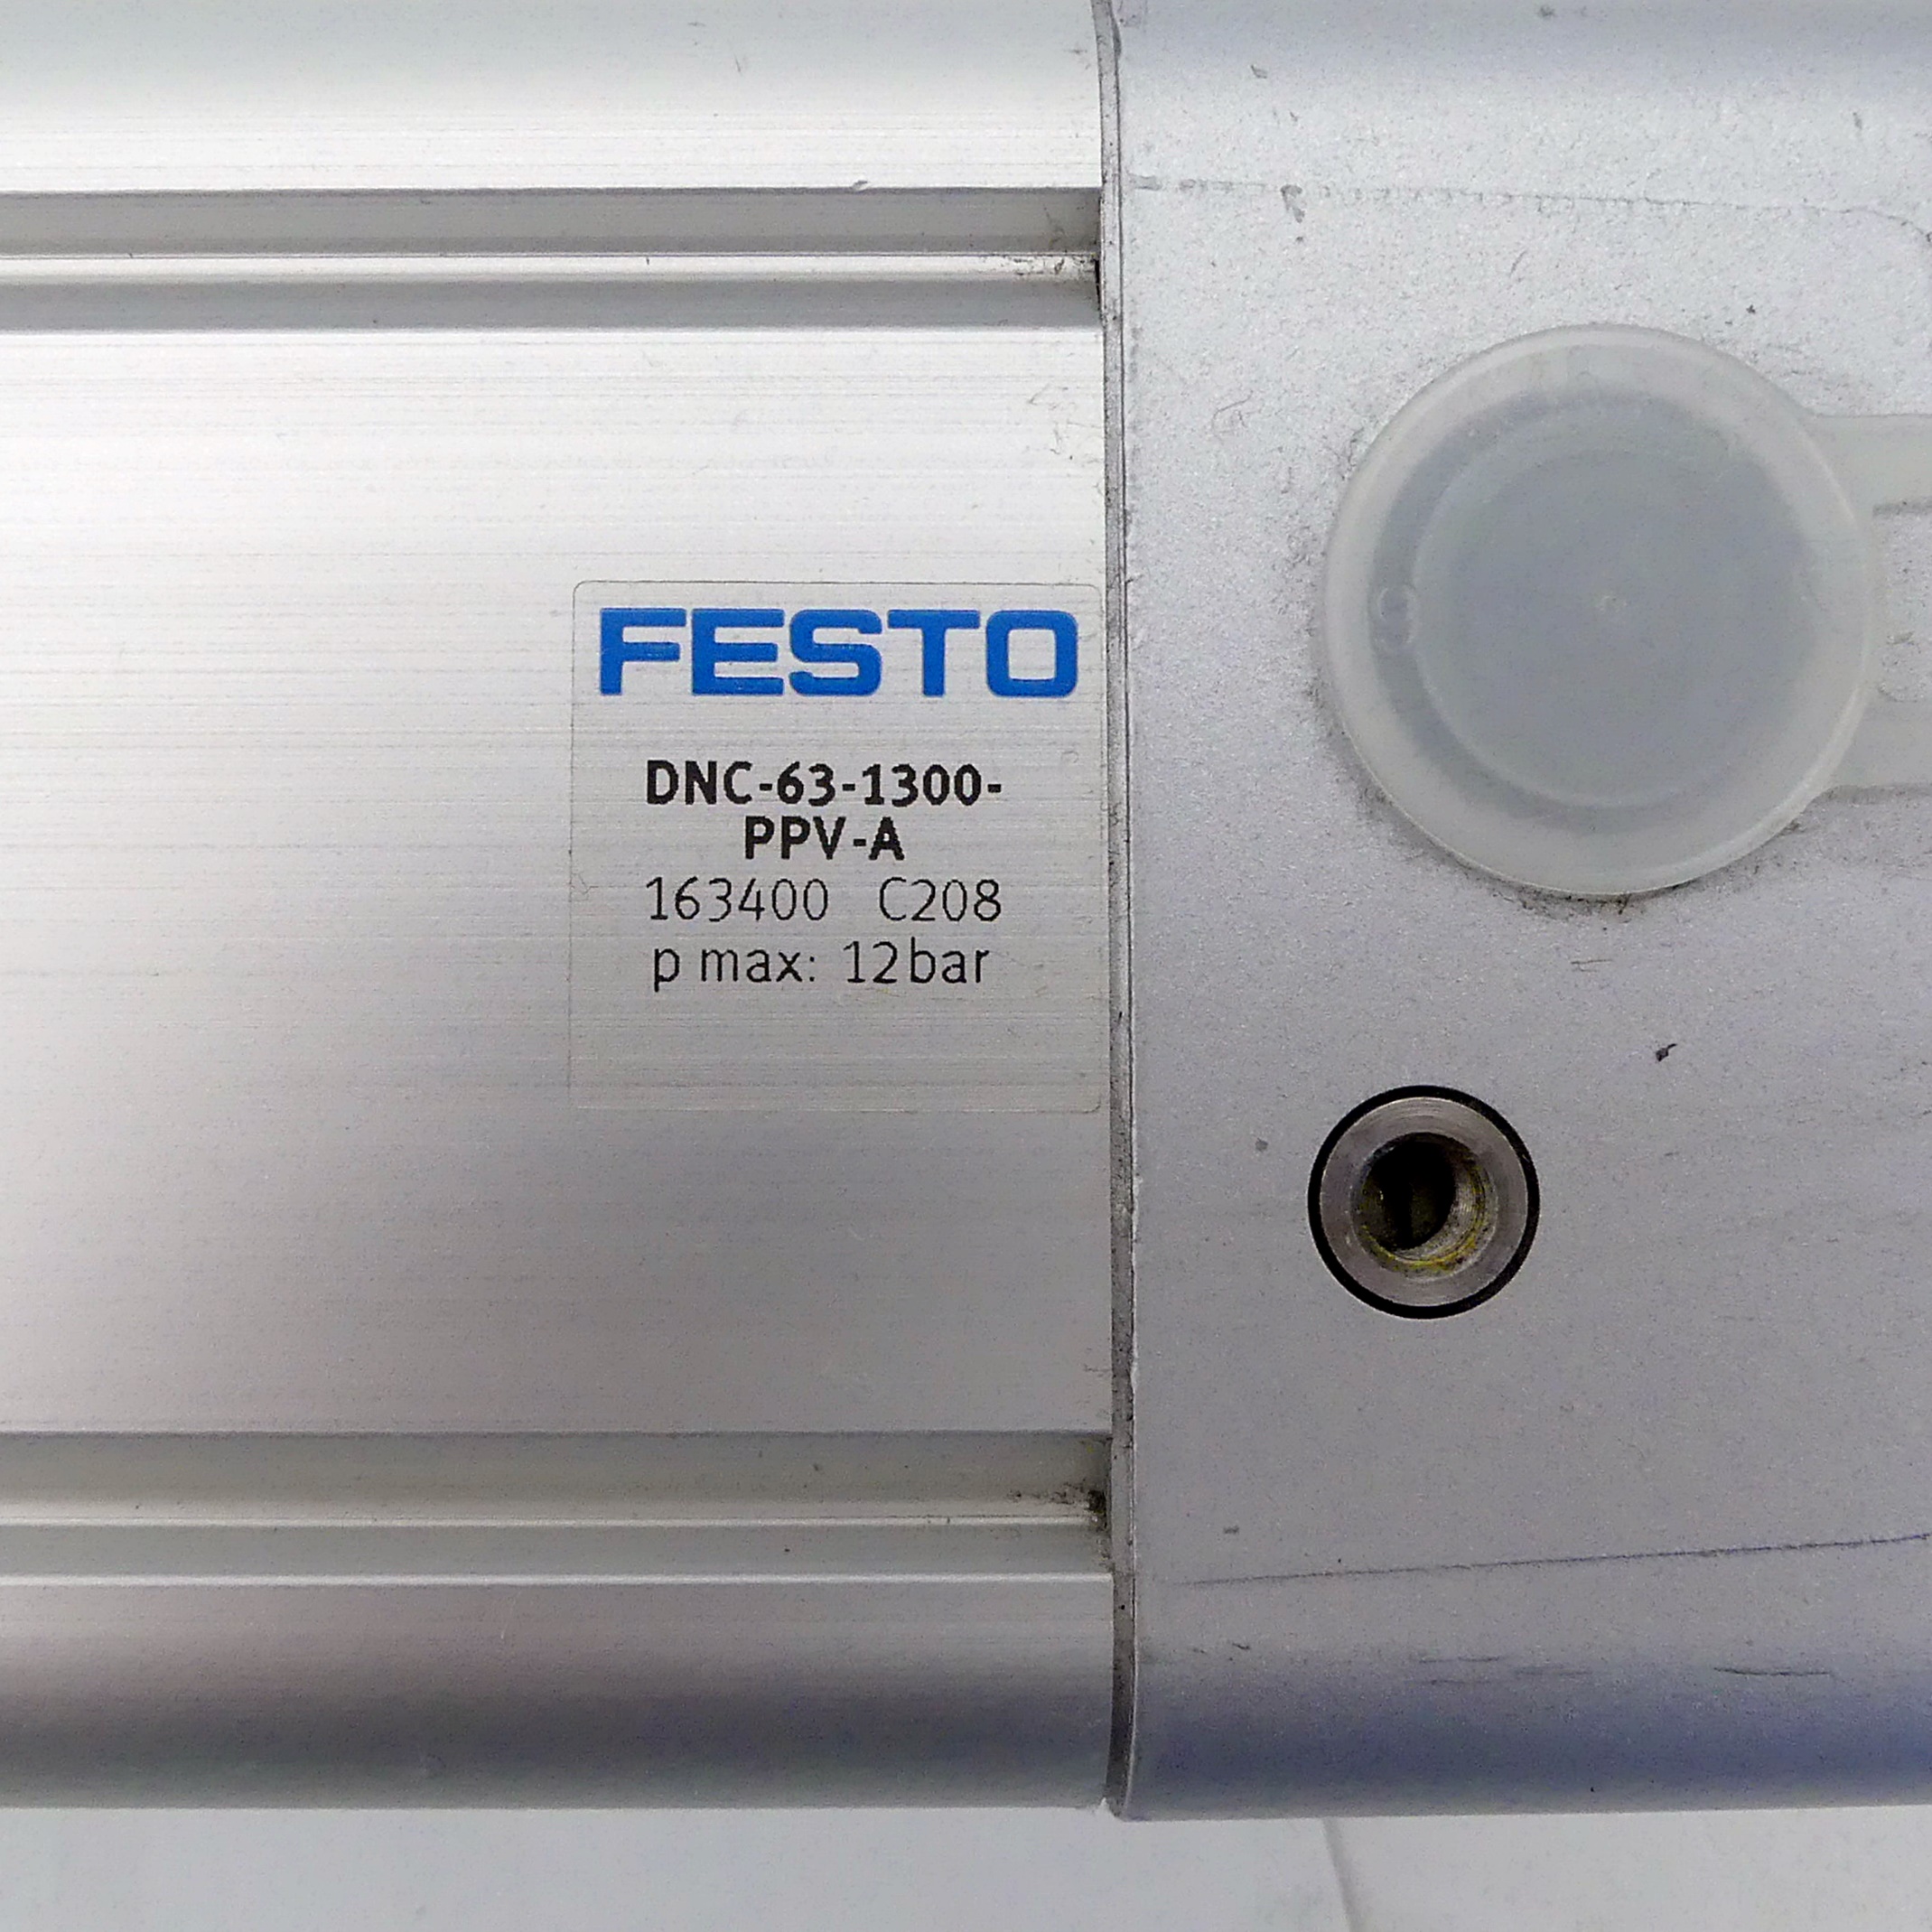 FESTO
DNC-63-1300-
PPV-A
163400 C208
p max: 12bar